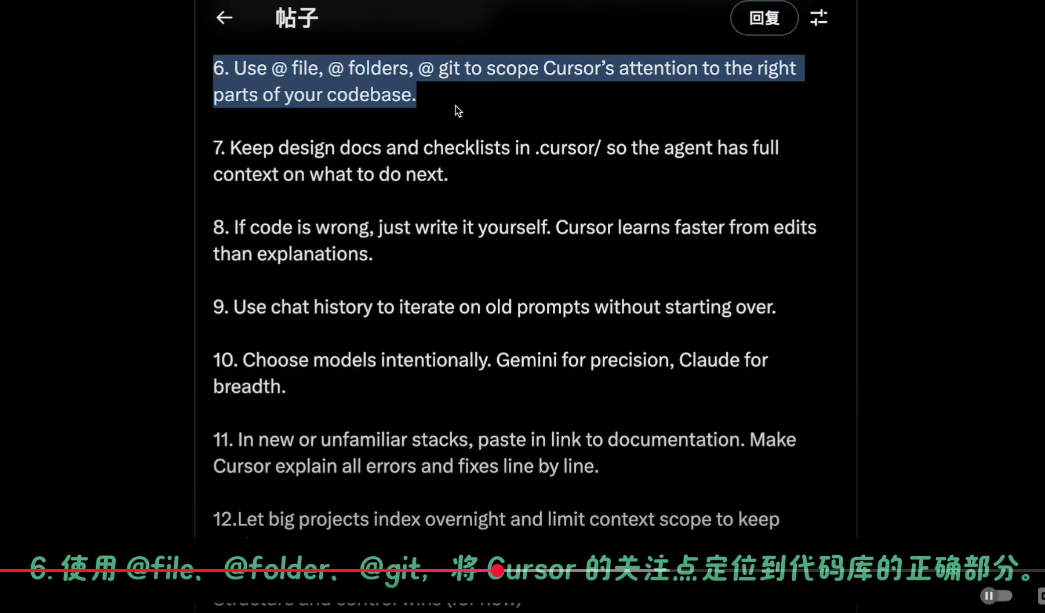 帖子
回复
6. Use @ file, @ folders, @ git to scope Cursor’s attention to the right
parts of your codebase.
7. Keep design docs and checklists in .cursor/ so the agent has full
context on what to do next.
8. If code is wrong, just write it yourself. Cursor learns faster from edits
than explanations.
9. Use chat history to iterate on old prompts without starting over.
10. Choose models intentionally. Gemini for precision, Claude for
breadth.
11. In new or unfamiliar stacks, paste in link to documentation. Make
Cursor explain all errors and fixes line by line.
12.Let big projects index overnight and limit context scope to keep
6. 使用 @file、@folder、@git，将 Cursor 的关注点定位到代码库的正确部分。
Structure and control wins (for now)